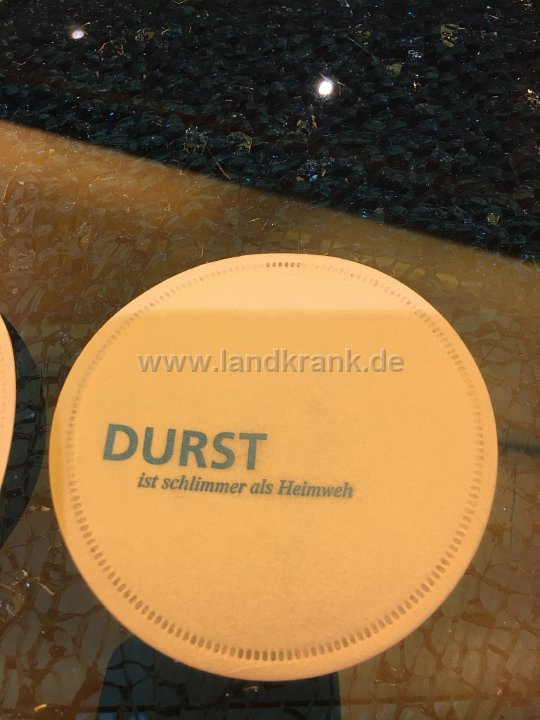 www.landkrank.de
DURST
ist schlimmer als Heimweh